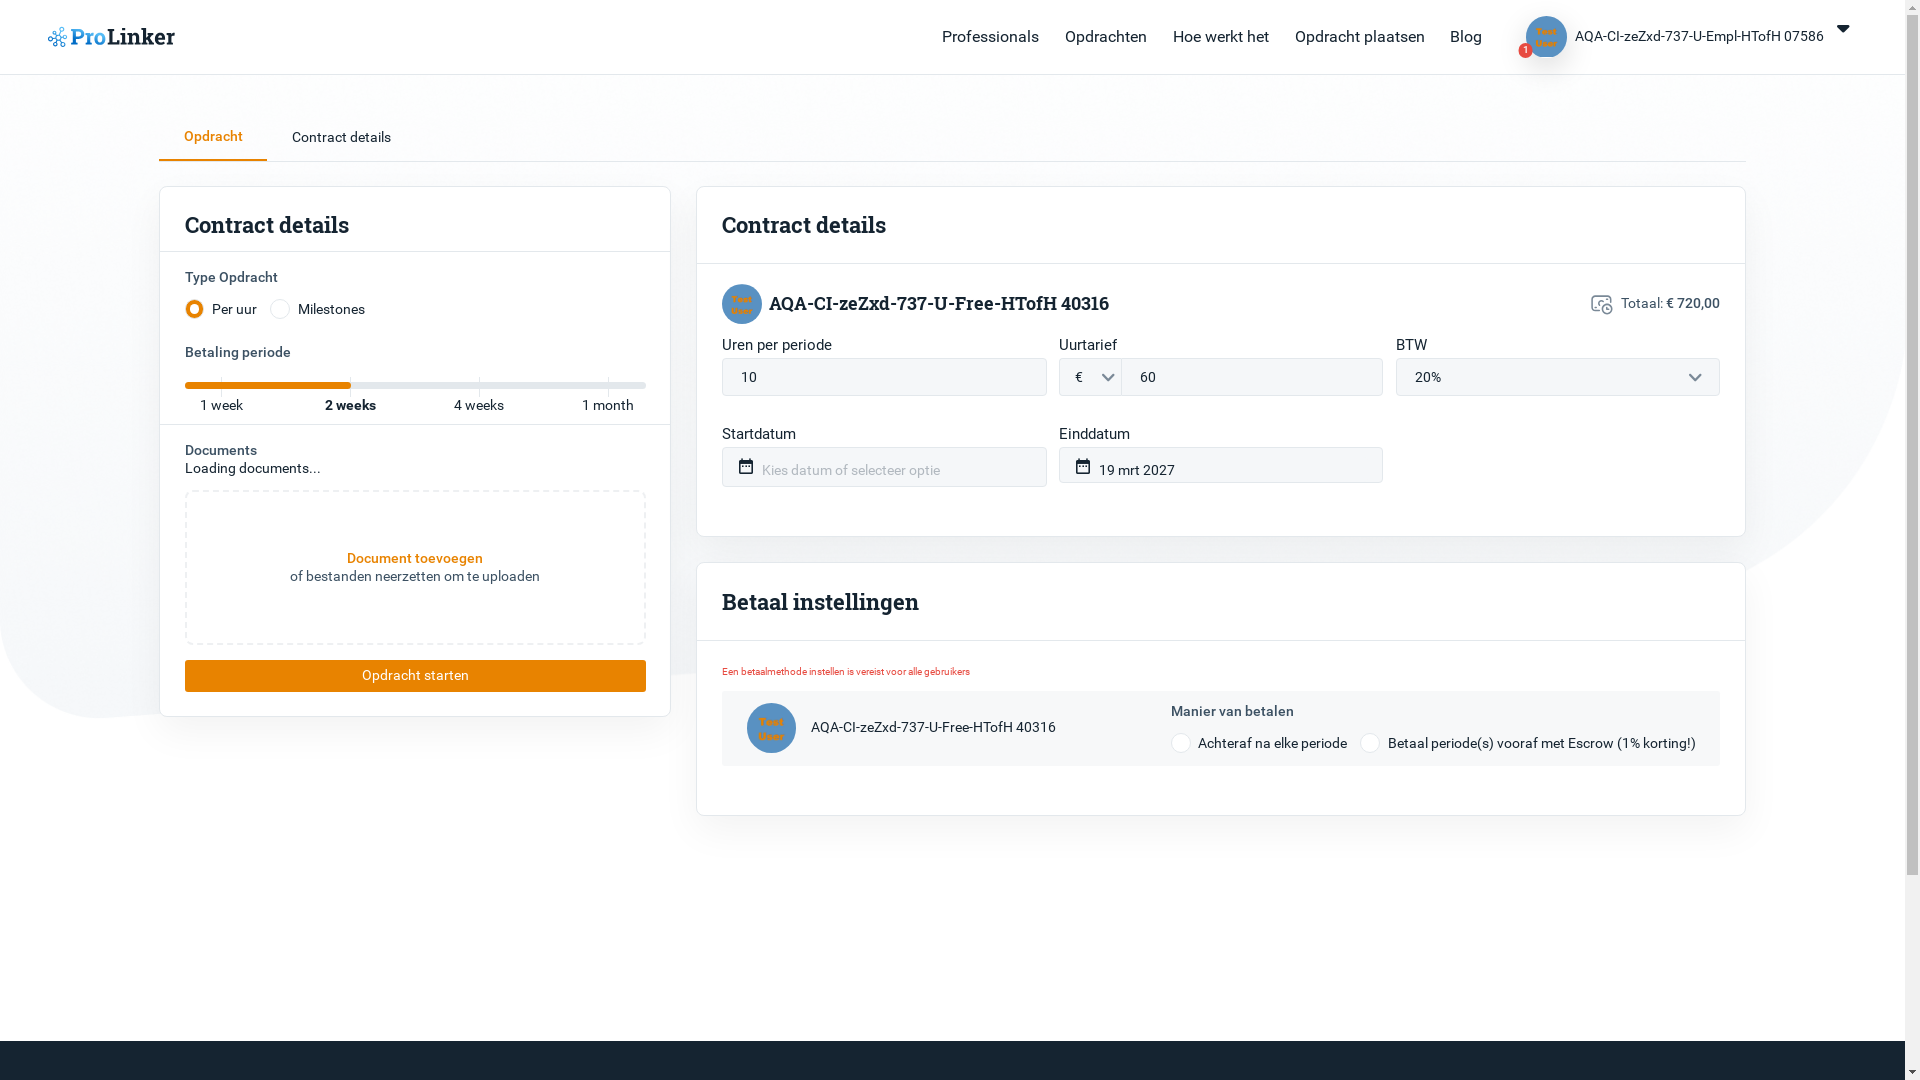 ProLinker
Professionals
Opdrachten
Hoe werkt het
Opdracht plaatsen
Blog
Test
User
1
AQA-CI-zeZxd-737-U-Empl-HTofH 07586
Opdracht
Contract details
Contract details
Type Opdracht
Per uur
Milestones
Betaling periode
1 week
2 weeks
4 weeks
1 month
Documents
Loading documents...
Document toevoegen
of bestanden neerzetten om te uploaden
Opdracht starten
Contract details
Test
User
AQA-CI-zeZxd-737-U-Free-HTofH 40316
Totaal: € 720,00
Uren per periode
Uurtarief
BTW
10
€
60
20%
Startdatum
Einddatum
Kies datum of selecteer optie
19 mrt 2027
Betaal instellingen
Een betaalmethode instellen is vereist voor alle gebruikers
Test
User
AQA-CI-zeZxd-737-U-Free-HTofH 40316
Manier van betalen
Achteraf na elke periode
Betaal periode(s) vooraf met Escrow (1% korting!)